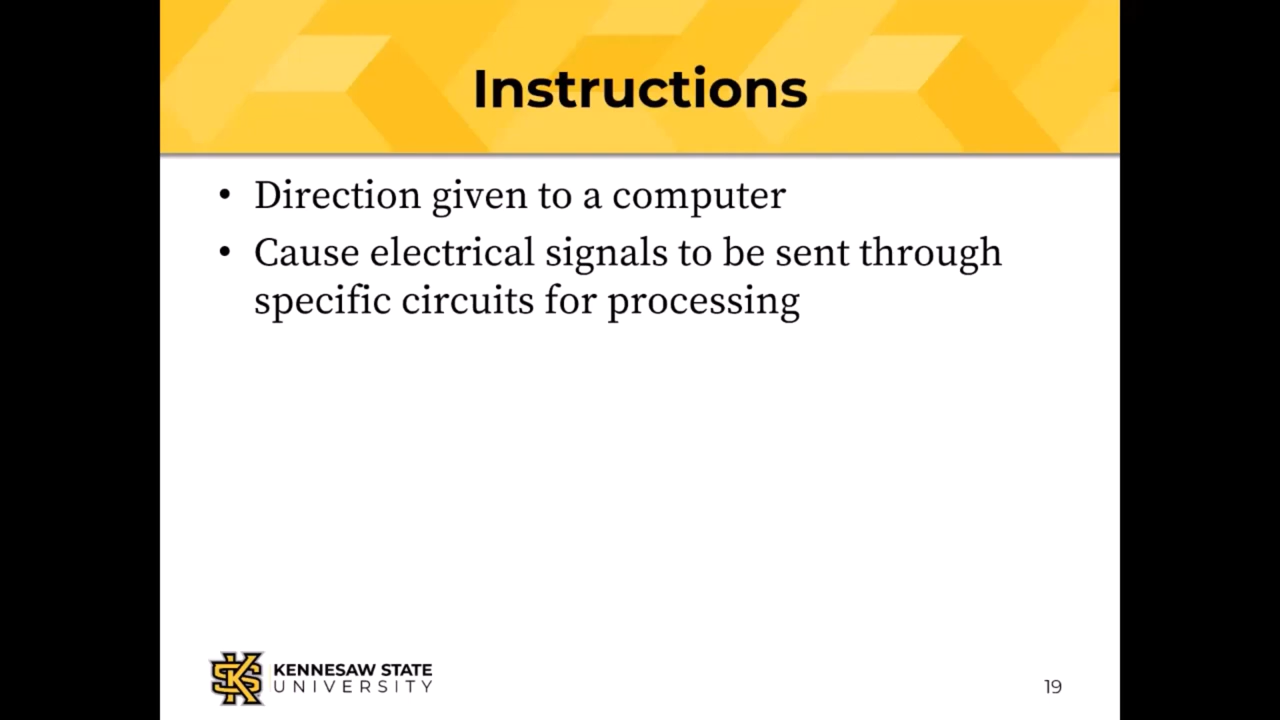 Instructions
• Direction given to a computer
• Cause electrical signals to be sent through
specific circuits for processing
KENNESAW STATE
UNIVERSITY
19